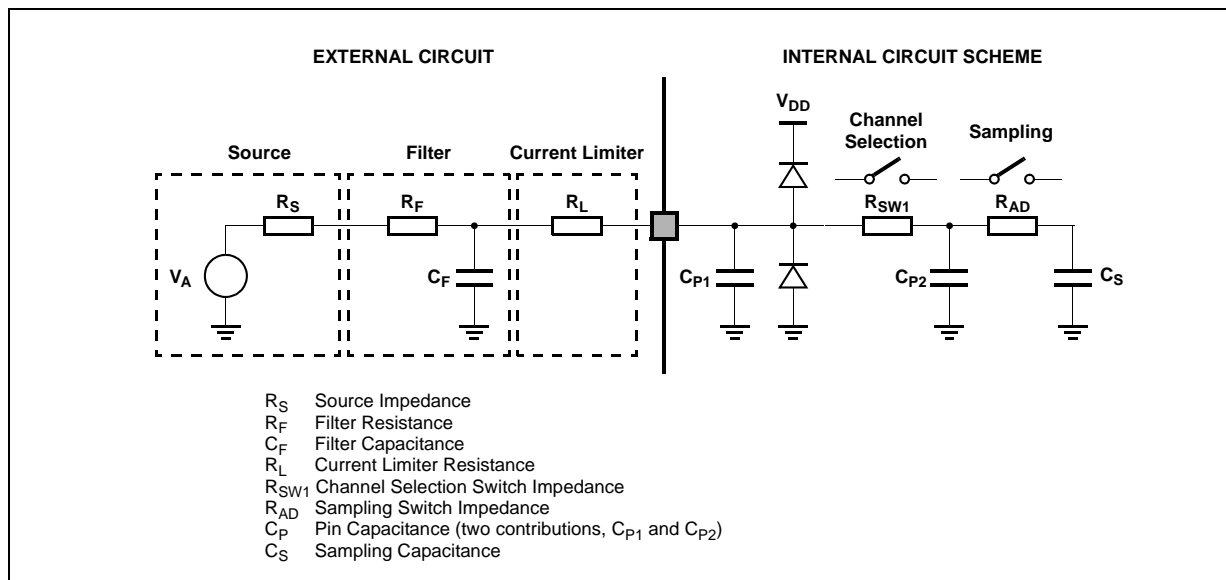 EXTERNAL CIRCUIT
INTERNAL CIRCUIT SCHEME
VDD
Channel
Selection
Sampling
Source
Filter
Current Limiter
RS
RF
RL
RSW1
RAD
VA
CF
CP1
CP2
CS
RS Source Impedance
RF Filter Resistance
CF Filter Capacitance
RL Current Limiter Resistance
RSW1 Channel Selection Switch Impedance
RAD Sampling Switch Impedance
CP Pin Capacitance (two contributions, CP1 and CP2)
CS Sampling Capacitance